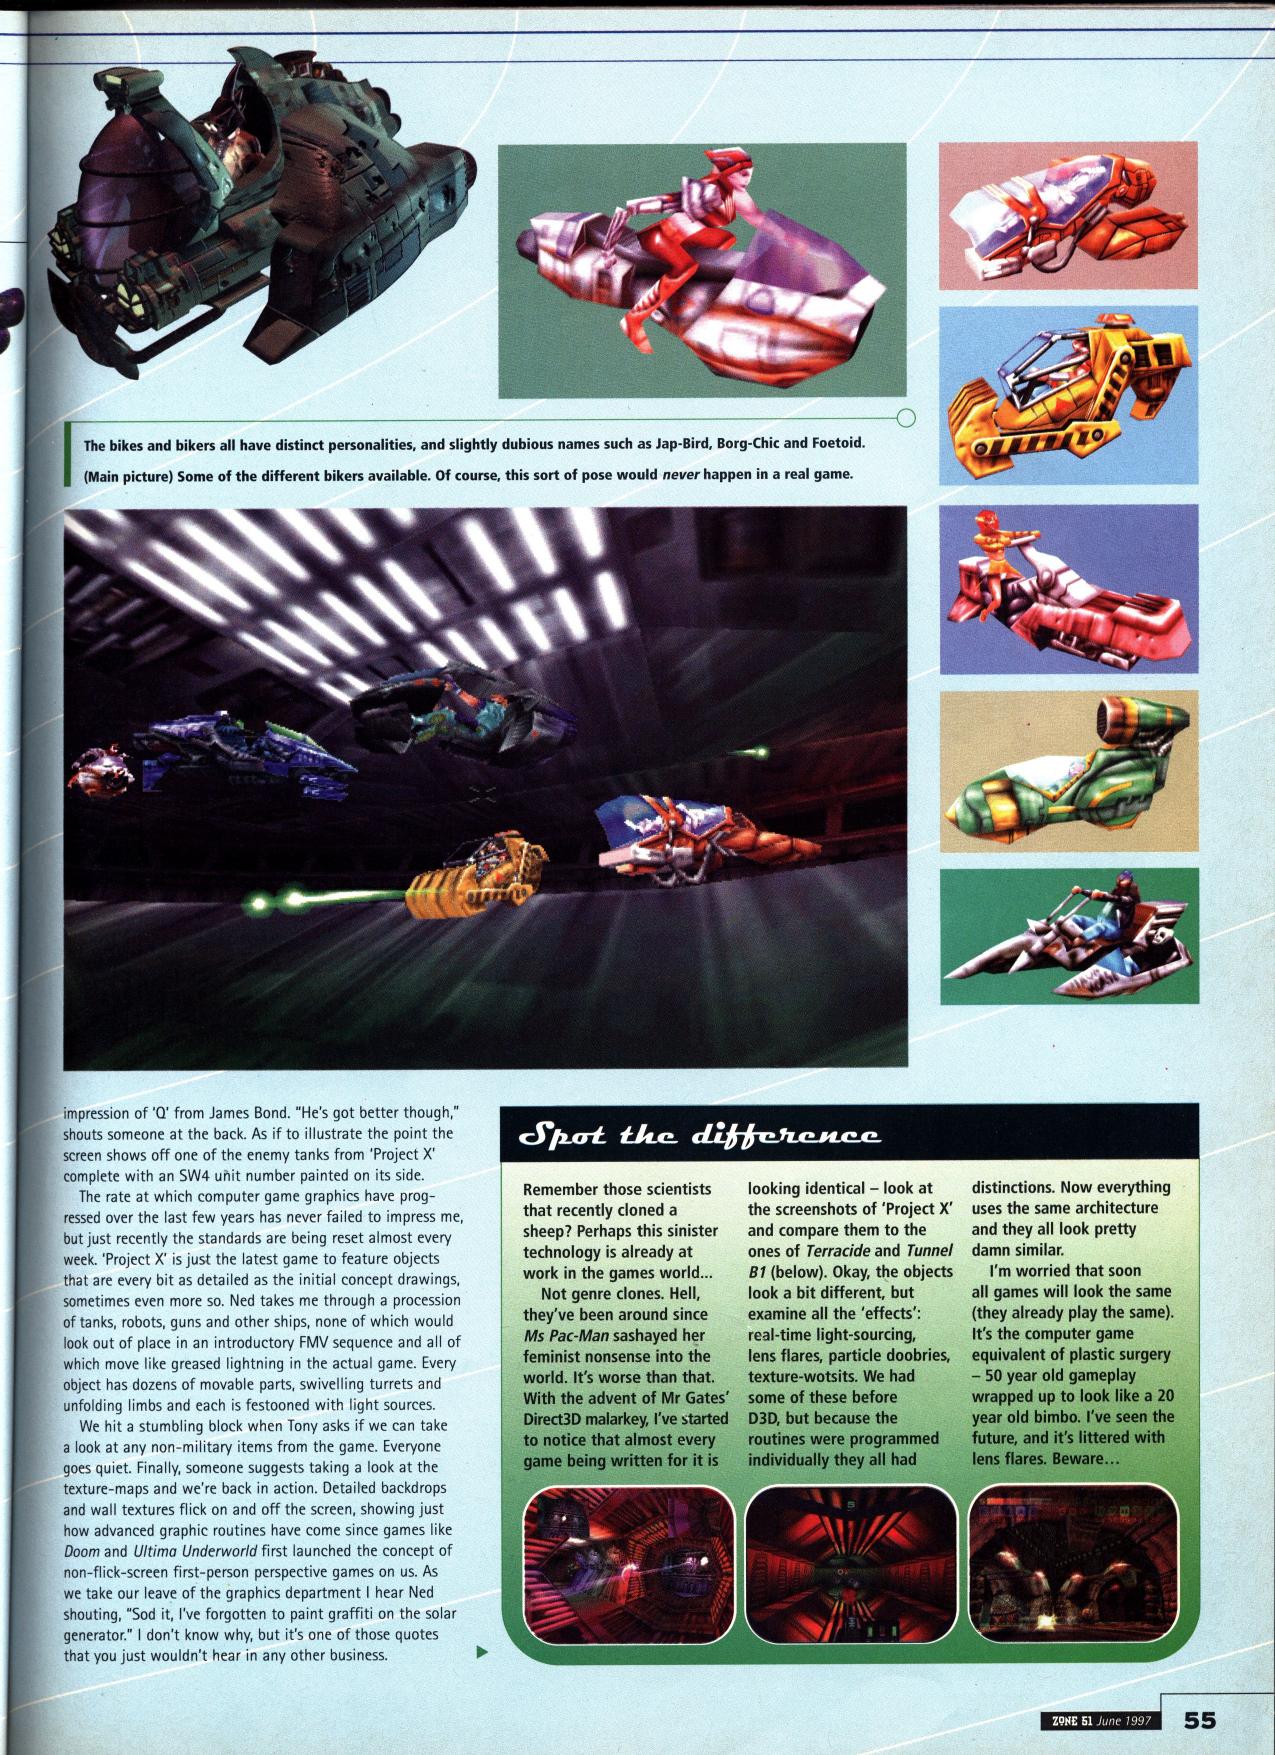 The bikes and bikers all have distinct personalities, and slightly dubious names such as Jap-Bird, Borg-Chic and Foetoid.
(Main picture) Some of the different bikers available. Of course, this sort of pose would never happen in a real game.
impression of 'Q' from James Bond. "He's got better though,"
shouts someone at the back. As if to illustrate the point the
screen shows off one of the enemy tanks from 'Project X'
complete with an SW4 unit number painted on its side.
The rate at which computer game graphics have prog-
ressed over the last few years has never failed to impress me,
but just recently the standards are being reset almost every
week. 'Project X' is just the latest game to feature objects
that are every bit as detailed as the initial concept drawings,
sometimes even more so. Ned takes me through a procession
of tanks, robots, guns and other ships, none of which would
look out of place in an introductory FMV sequence and all of
which move like greased lightning in the actual game. Every
object has dozens of movable parts, swivelling turrets and
unfolding limbs and each is festooned with light sources.
We hit a stumbling block when Tony asks if we can take
a look at any non-military items from the game. Everyone
goes quiet. Finally, someone suggests taking a look at the
texture-maps and we're back in action. Detailed backdrops
and wall textures flick on and off the screen, showing just
how advanced graphic routines have come since games like
Doom and Ultima Underworld first launched the concept of
non-flick-screen first-person perspective games on us. As
we take our leave of the graphics department I hear Ned
shouting, "Sod it, I've forgotten to paint graffiti on the solar
generator." I don't know why, but it's one of those quotes
that you just wouldn't hear in any other business.
Spot the difference
Remember those scientists
that recently cloned a
sheep? Perhaps this sinister
technology is already at
work in the games world...
Not genre clones. Hell,
they've been around since
Ms Pac-Man sashayed her
feminist nonsense into the
world. It's worse than that.
With the advent of Mr Gates'
Direct3D malarkey, I've started
to notice that almost every
game being written for it is
looking identical – look at
the screenshots of 'Project X'
and compare them to the
ones of Terracide and Tunnel
B1 (below). Okay, the objects
look a bit different, but
examine all the 'effects':
real-time light-sourcing,
lens flares, particle doobries,
texture-wotsits. We had
some of these before
D3D, but because the
routines were programmed
individually they all had
distinctions. Now everything
uses the same architecture
and they all look pretty
damn similar.
I'm worried that soon
all games will look the same
(they already play the same).
It's the computer game
equivalent of plastic surgery
– 50 year old gameplay
wrapped up to look like a 20
year old bimbo. I've seen the
future, and it's littered with
lens flares. Beware...
ZONE 51 June 1997 55